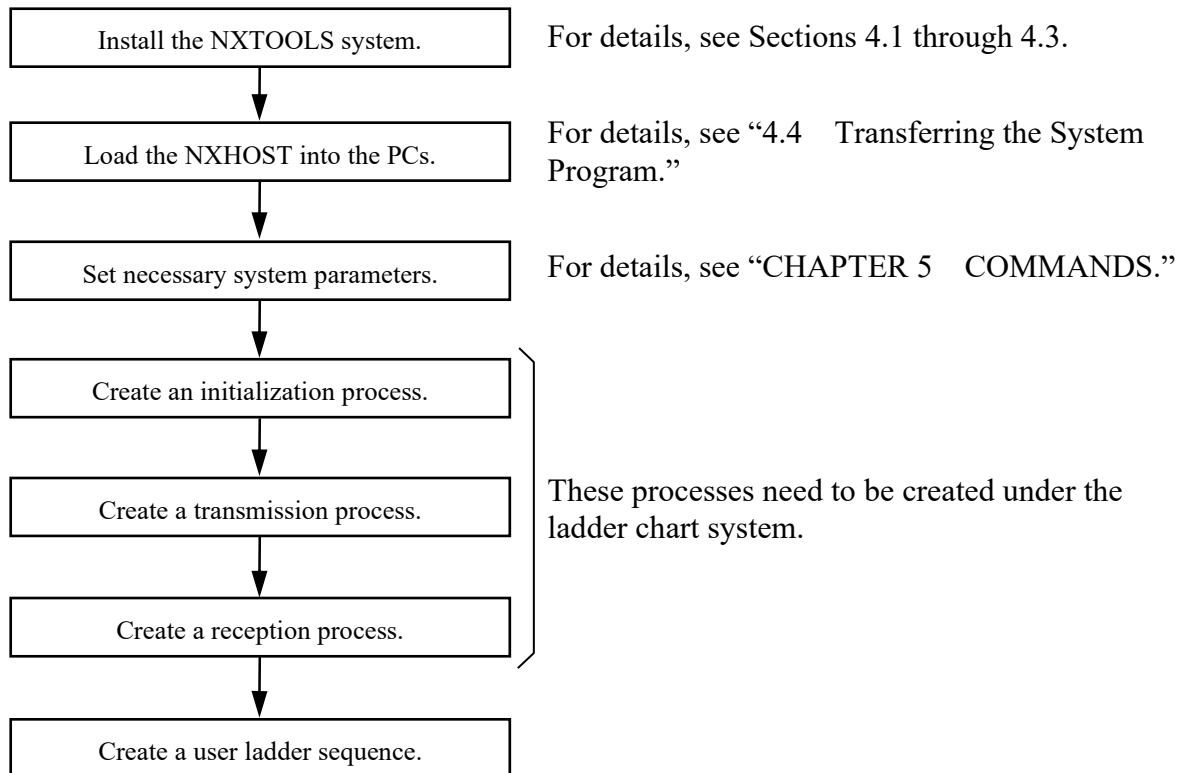 Install the NXTOOLS system.
For details, see Sections 4.1 through 4.3.
Load the NXHOST into the PCs.
For details, see “4.4 Transferring the System
Program.”
Set necessary system parameters.
For details, see “CHAPTER 5 COMMANDS.”
Create an initialization process.
Create a transmission process.
These processes need to be created under the
ladder chart system.
Create a reception process.
Create a user ladder sequence.